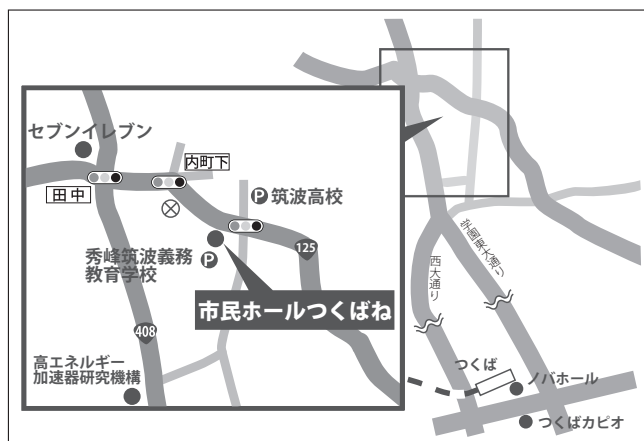 セブンイレブン
内町下
田中
P 筑波高校
秀峰筑波義務
教育学校 P
125
市民ホールつくばね
408
高エネルギー
加速器研究機構
学園東大通り
西大通り
つくば
ノバホール
つくばカピオ